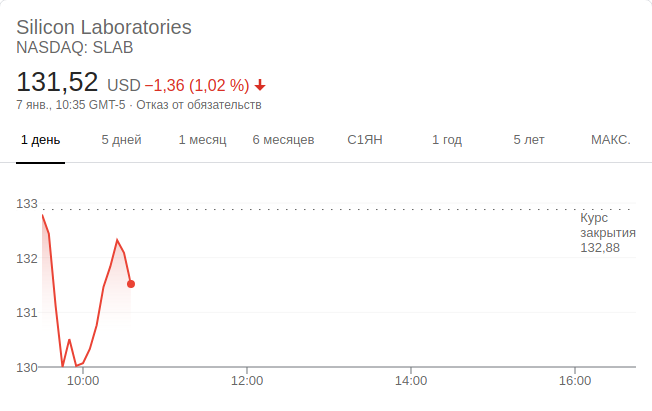 Silicon Laboratories
NASDAQ: SLAB
131,52 USD −1,36 (1,02 %)
7 янв., 10:35 GMT-5 · Отказ от обязательств
1 день 5 дней 1 месяц 6 месяцев С1ЯН 1 год 5 лет МАКС.
133
Курс
закрытия
132,88
132
131
130
10:00 12:00 14:00 16:00